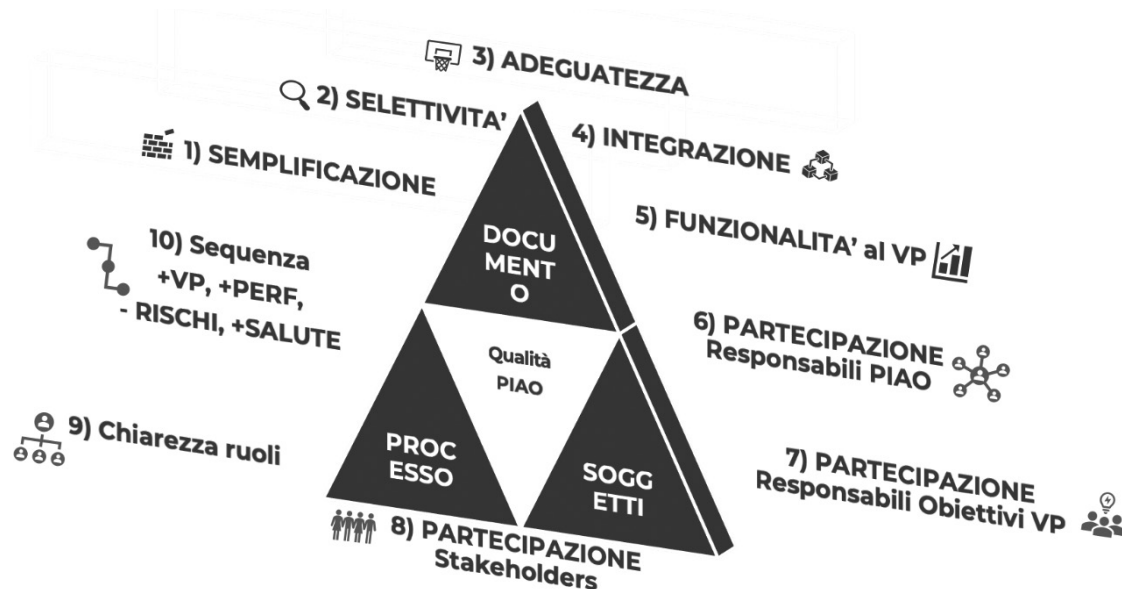 3) ADEGUATEZZA
2) SELETTIVITA’
4) INTEGRAZIONE
1) SEMPLIFICAZIONE
5) FUNZIONALITA’ al VP
10) Sequenza
+VP, +PERF,
- RISCHI, +SALUTE
DOCU
MENT
O
6) PARTECIPAZIONE
Responsabili PIAO
Qualità
PIAO
9) Chiarezza ruoli
PROC
ESSO
SOGG
ETTI
7) PARTECIPAZIONE
Responsabili Obiettivi VP
8) PARTECIPAZIONE
Stakeholders